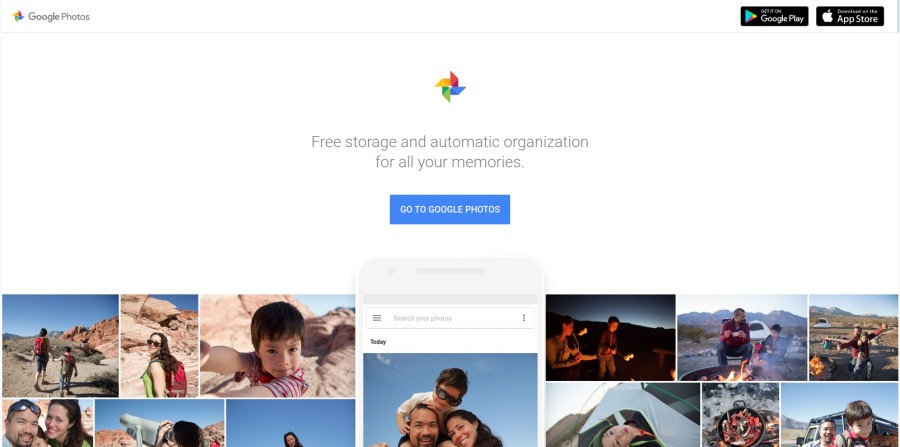 Google Photos
GET IT ON
Google Play
Download on the
App Store
Free storage and automatic organization
for all your memories.
GO TO GOOGLE PHOTOS
Search your photos
Today